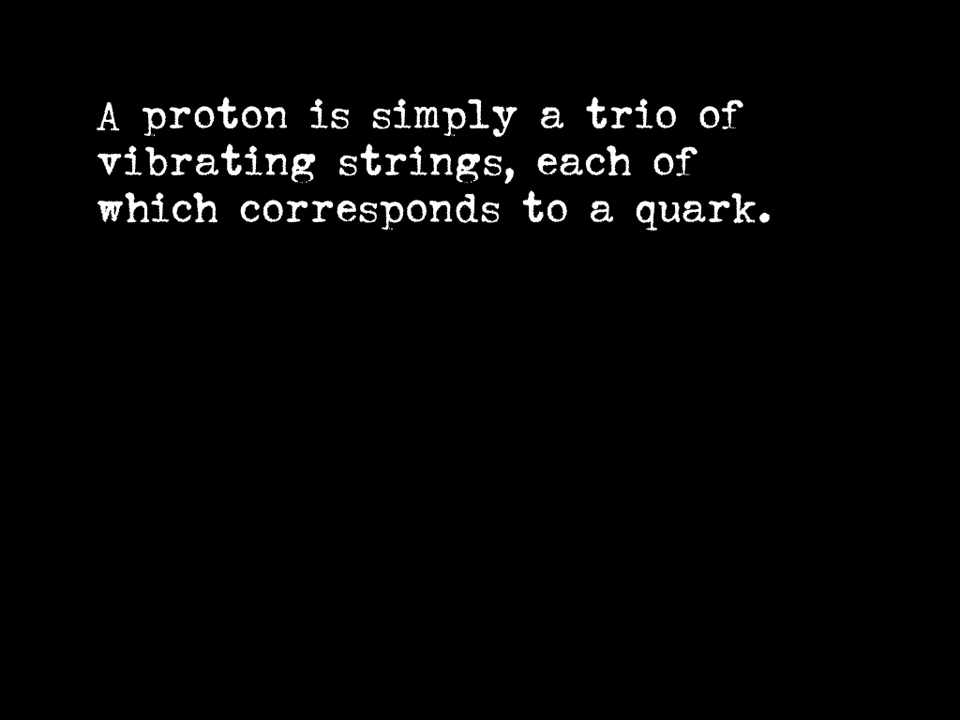 A proton is simply a trio of
vibrating strings, each of
which corresponds to a quark.